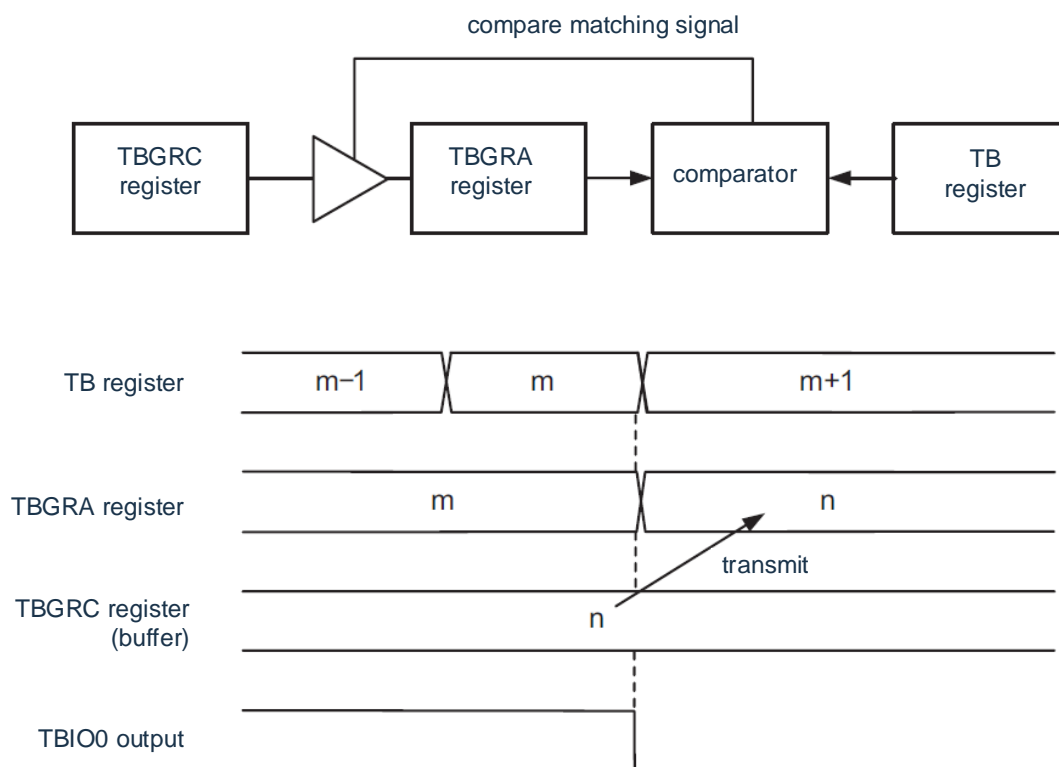 compare matching signal
TBGRC
register
TBGRA
register
comparator
TB
register
TB register
m−1
m
m+1
TBGRA register
m
n
transmit
TBGRC register
(buffer)
n
TBIO0 output